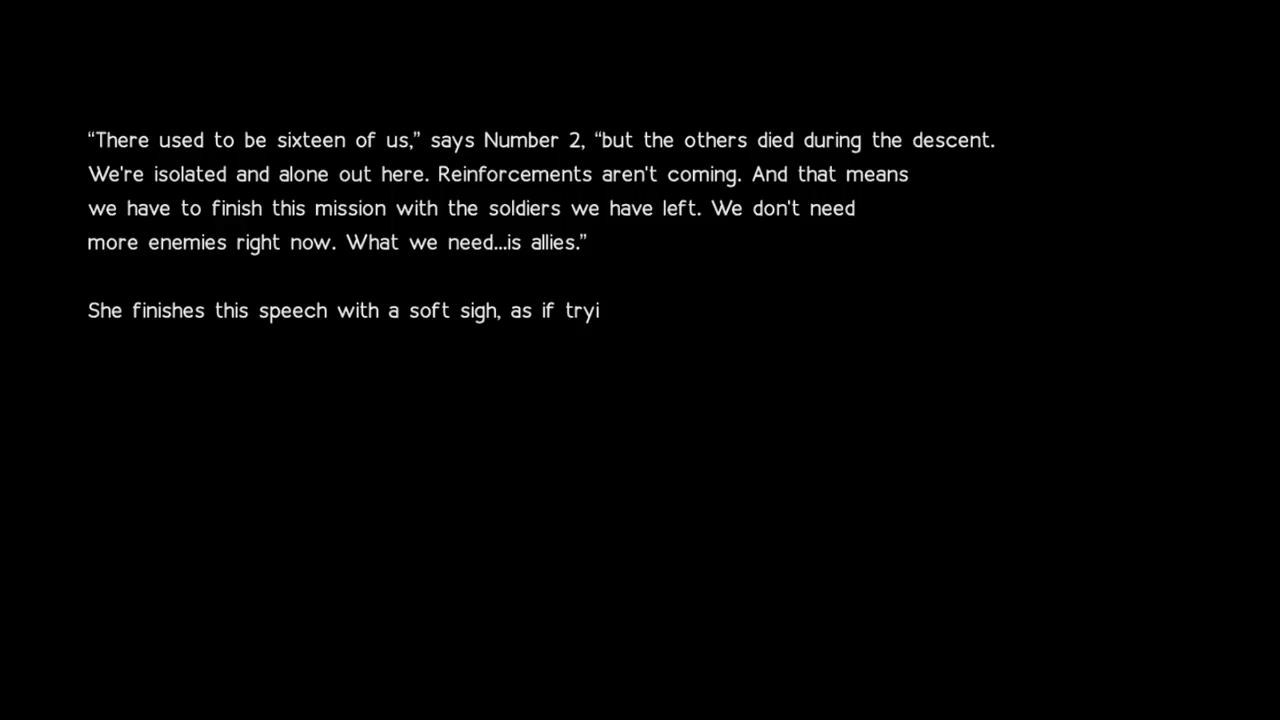 “There used to be sixteen of us,” says Number 2, “but the others died during the descent.
We're isolated and alone out here. Reinforcements aren't coming. And that means
we have to finish this mission with the soldiers we have left. We don't need
more enemies right now. What we need...is allies.”
She finishes this speech with a soft sigh, as if tryi